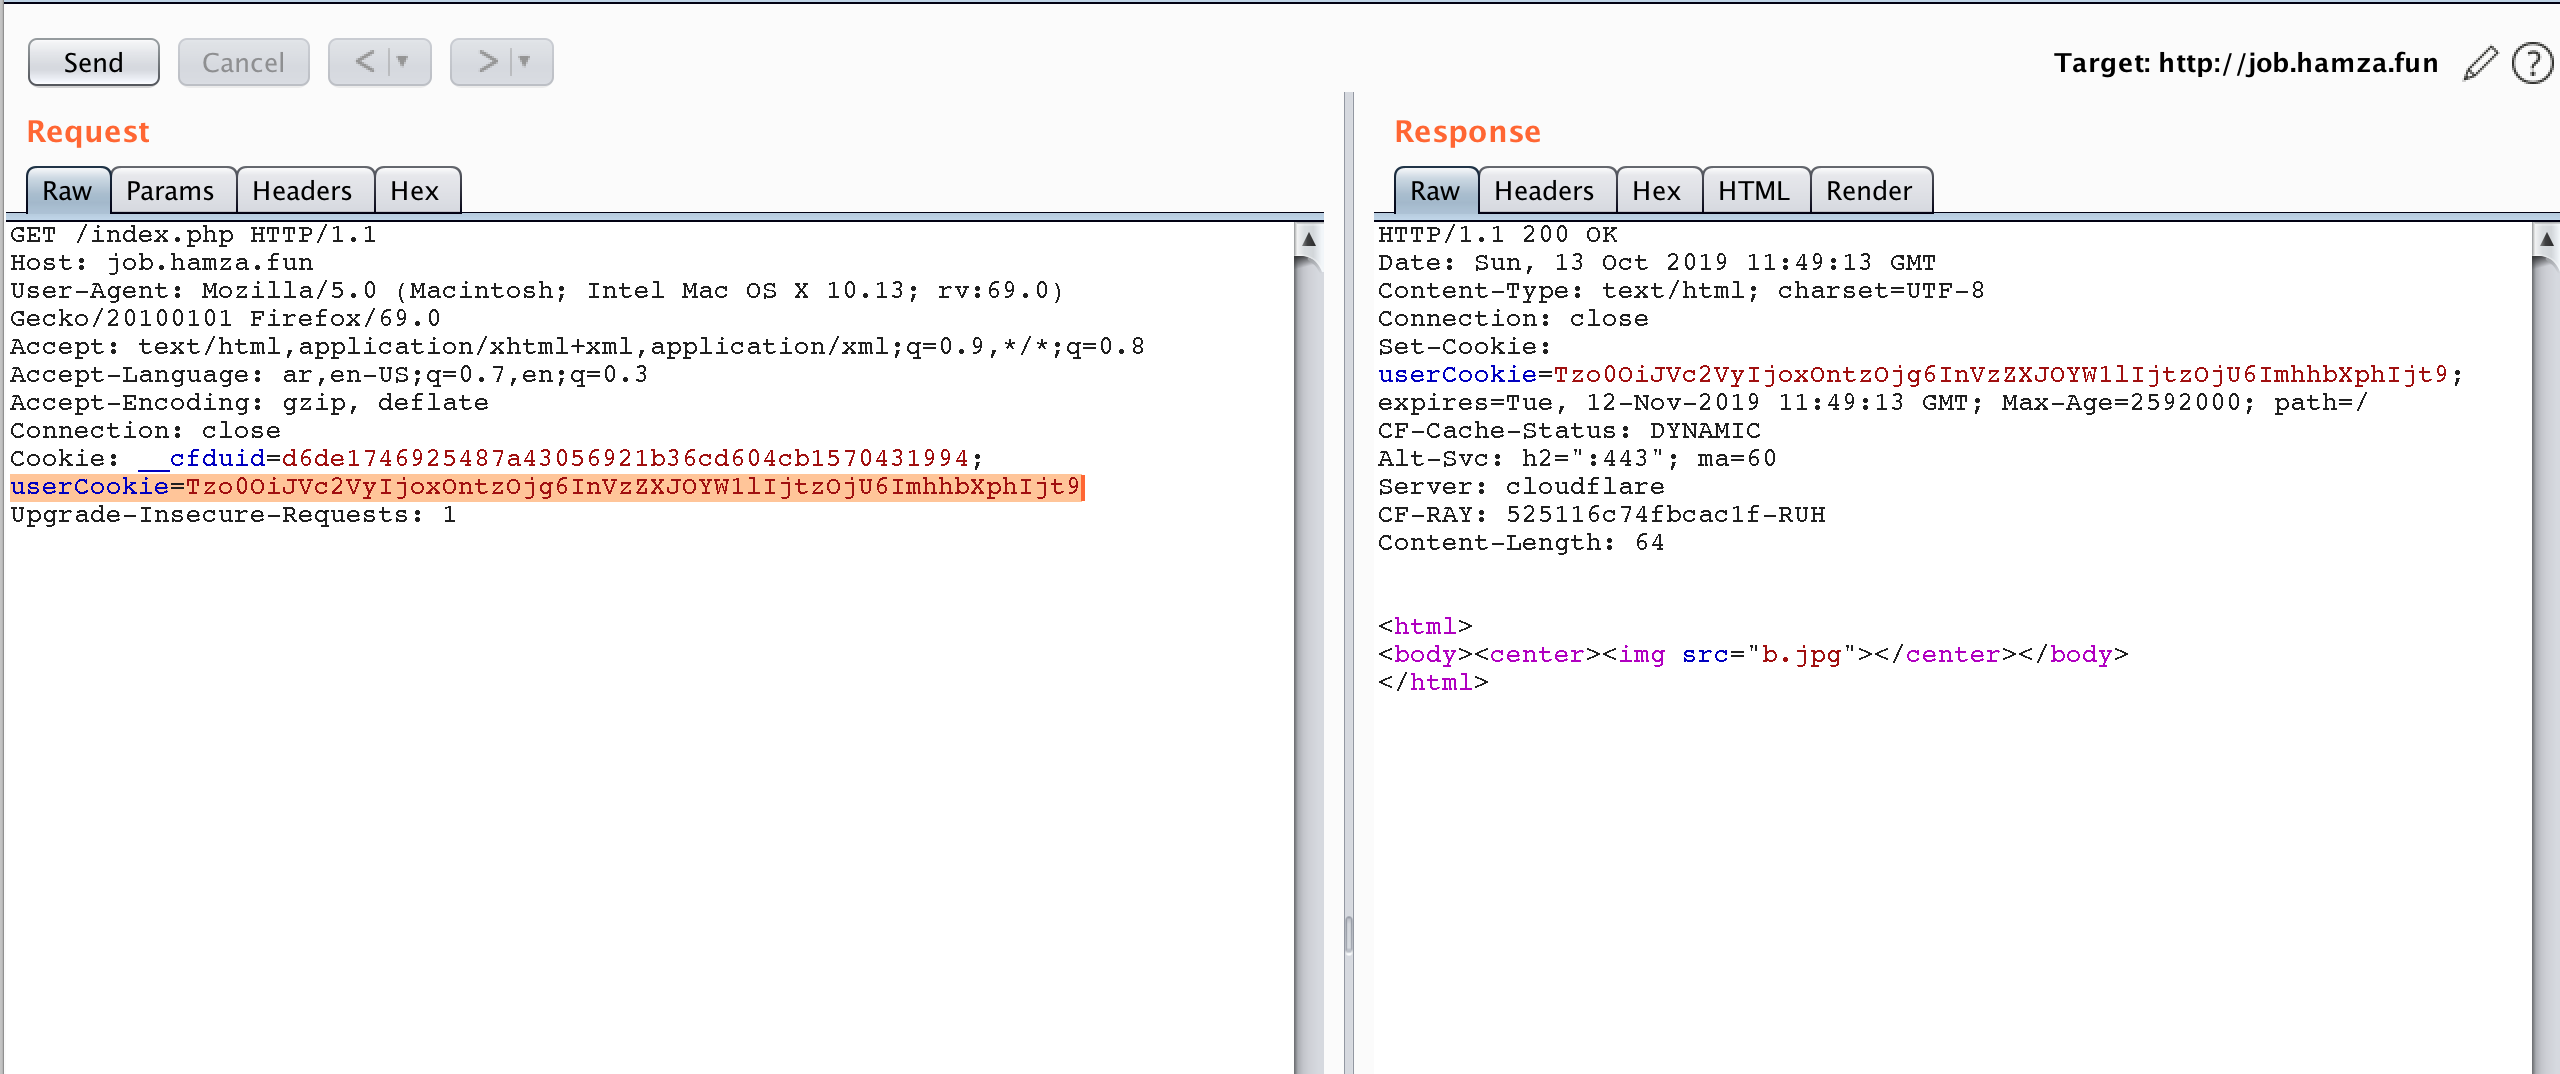 Send Cancel < > Target: http://job.hamza.fun ?
Request
Raw Params Headers Hex
GET /index.php HTTP/1.1
Host: job.hamza.fun
User-Agent: Mozilla/5.0 (Macintosh; Intel Mac OS X 10.13; rv:69.0)
Gecko/20100101 Firefox/69.0
Accept: text/html,application/xhtml+xml,application/xml;q=0.9,*/*;q=0.8
Accept-Language: ar,en-US;q=0.7,en;q=0.3
Accept-Encoding: gzip, deflate
Connection: close
Cookie: __cfduid=d6de1746925487a43056921b36cd604cb1570431994;
userCookie=Tzo0OiJVc2VyIjoxOntzOjg6InVzZXJOYW1lIjtzOjU6ImhhbXphIjt9
Upgrade-Insecure-Requests: 1
Response
Raw Headers Hex HTML Render
HTTP/1.1 200 OK
Date: Sun, 13 Oct 2019 11:49:13 GMT
Content-Type: text/html; charset=UTF-8
Connection: close
Set-Cookie:
userCookie=Tzo0OiJVc2VyIjoxOntzOjg6InVzZXJOYW1lIjtzOjU6ImhhbXphIjt9;
expires=Tue, 12-Nov-2019 11:49:13 GMT; Max-Age=2592000; path=/
CF-Cache-Status: DYNAMIC
Alt-Svc: h2=":443"; ma=60
Server: cloudflare
CF-RAY: 525116c74fbcac1f-RUH
Content-Length: 64
<html>
<body><center><img src="b.jpg"></center></body>
</html>